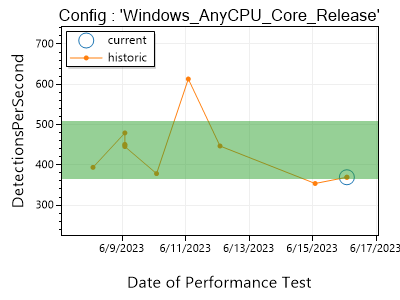 Config : 'Windows_AnyCPU_Core_Release'
current
historic
DetectionsPerSecond
700
600
500
400
300
6/9/2023 6/11/2023 6/13/2023 6/15/2023 6/17/2023
Date of Performance Test